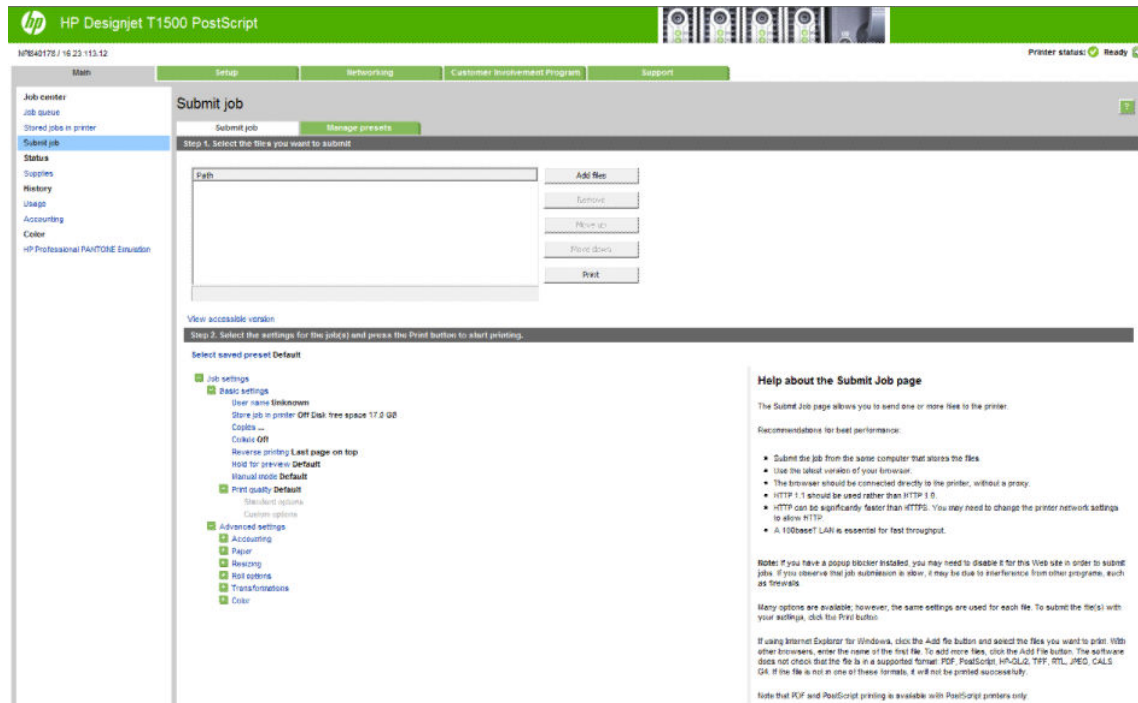 hp
HP Designjet T1500 PostScript
Printer status: Ready
Main
Setup
Networking
Customer Involvement Program
Support
Job center
Job queue
Stored jobs in printer
Submit job
Status
Supplies
History
Usage
Accounting
Color
HP Professional PANTONE Emulation
Submit job
?
Submit job
Manage presets
Step 1. Select the files you want to submit
Path
Add files
Remove
Move up
Move down
Print
View accessible version
Step 2. Select the settings for the job(s) and press the Print button to start printing.
Select saved preset Default
Job settings
Basic settings
User name Unknown
Store job in printer Off Disk free space 17.0 GB
Copies ...
Collate Off
Reverse printing Last page on top
Hold for preview Default
Manual mode Default
Print quality Default
Standard options
Custom options
Advanced settings
Accounting
Paper
Resizing
Roll options
Transformations
Color
Help about the Submit Job page
The Submit Job page allows you to send one or more files to the printer.
Recommendations for best performance:
Submit the job from the same computer that stores the files
Use the latest version of your browser.
The browser should be connected directly to the printer, without a proxy.
HTTP 1.1 should be used rather than HTTP 1.0.
HTTP can be significantly faster than HTTPS. You may need to change the printer network settings
to allow HTTP.
A 100baseT LAN is essential for fast throughput.
Note: If you have a popup blocker installed, you may need to disable it for this Web site in order to submit
jobs. If you observe that job submission is slow, it may be due to interference from other programs, such
as firewalls
Many options are available; however, the same settings are used for each file. To submit the file(s) with
your settings, click the Print button
If using Internet Explorer for Windows, click the Add file button and select the files you want to print. With
other browsers, enter the name of the first file. To add more files, click the Add File button. The software
does not check that the file is in a supported format: PDF, PostScript, HP-GL/2, TIFF, RTL, JPEG, CALS
G4. If the file is not in one of these formats, it will not be printed successfully.
Note that PDF and PostScript printing is available with PostScript printers only.